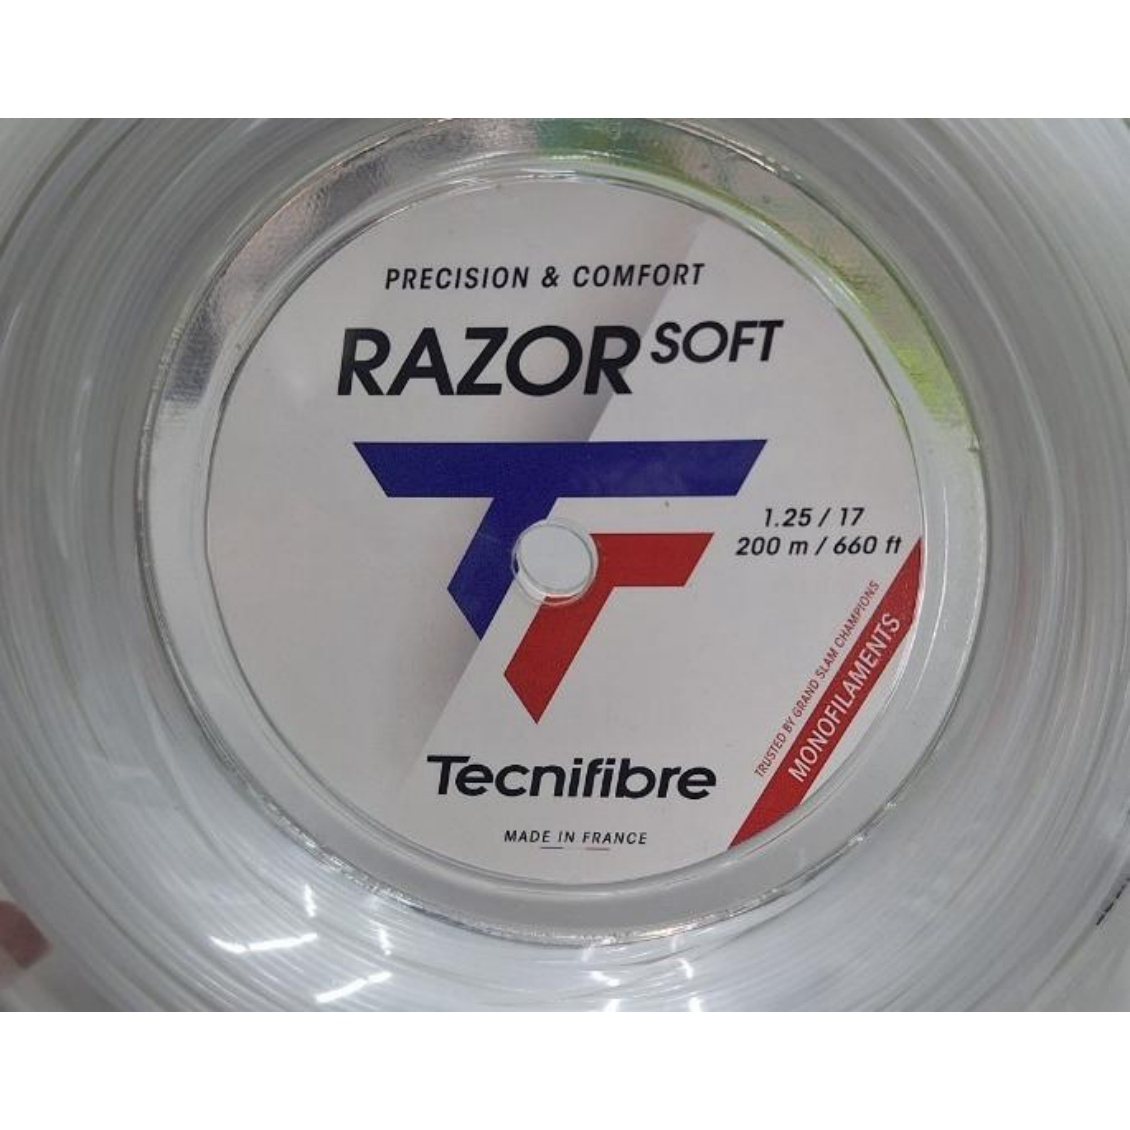 PRECISION & COMFORT
RAZOR SOFT
1.25 / 17
200 m / 660 ft
TRUSTED BY GRAND SLAM CHAMPIONS
MONOFILAMENTS
Tecnifibre
MADE IN FRANCE